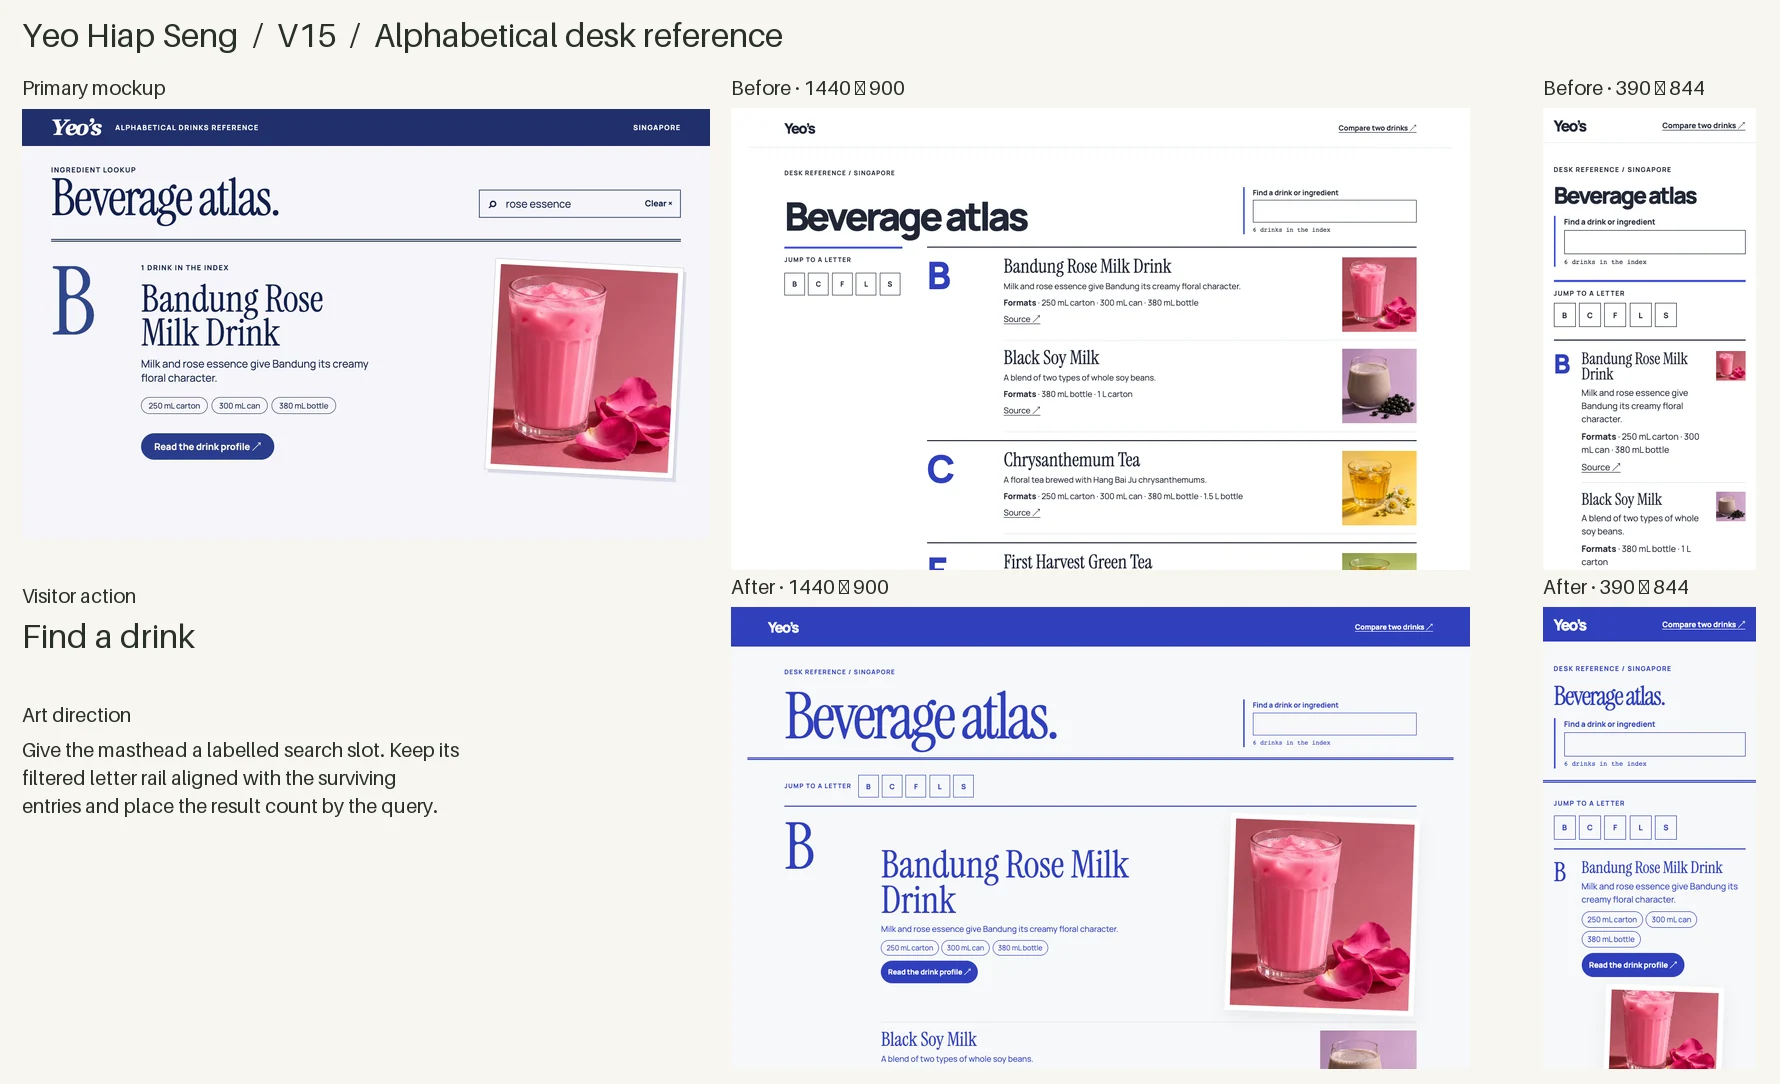 Yeo Hiap Seng / V15 / Alphabetical desk reference
Primary mockup
Yeo's ALPHABETICAL DRINKS REFERENCE SINGAPORE
INGREDIENT LOOKUP
Beverage atlas.
rose essence Clear ×
B
1 DRINK IN THE INDEX
Bandung Rose
Milk Drink
Milk and rose essence give Bandung its creamy
floral character.
250 mL carton 300 mL can 380 mL bottle
Read the drink profile ↗
Visitor action
Find a drink
Art direction
Give the masthead a labelled search slot. Keep its
filtered letter rail aligned with the surviving
entries and place the result count by the query.
Before · 1440 900
Yeo's Compare two drinks ↗
DESK REFERENCE / SINGAPORE
Beverage atlas
Find a drink or ingredient
6 drinks in the index
JUMP TO A LETTER
B C F L S
B
Bandung Rose Milk Drink
Milk and rose essence give Bandung its creamy floral character.
Formats · 250 mL carton · 300 mL can · 380 mL bottle
Source ↗
Black Soy Milk
A blend of two types of whole soy beans.
Formats · 380 mL bottle · 1 L carton
Source ↗
C
Chrysanthemum Tea
A floral tea brewed with Hang Bai Ju chrysanthemums.
Formats · 250 mL carton · 300 mL can · 380 mL bottle · 1.5 L bottle
Source ↗
F
First Harvest Green Tea
Before · 390 844
Yeo's Compare two drinks ↗
DESK REFERENCE / SINGAPORE
Beverage atlas
Find a drink or ingredient
6 drinks in the index
JUMP TO A LETTER
B C F L S
B
Bandung Rose Milk
Drink
Milk and rose essence give
Bandung its creamy floral
character.
Formats · 250 mL carton · 300
mL can · 380 mL bottle
Source ↗
Black Soy Milk
A blend of two types of whole
soy beans.
Formats · 380 mL bottle · 1 L
carton
After · 1440 900
Yeo's Compare two drinks ↗
DESK REFERENCE / SINGAPORE
Beverage atlas.
Find a drink or ingredient
6 drinks in the index
JUMP TO A LETTER B C F L S
B
Bandung Rose Milk
Drink
Milk and rose essence give Bandung its creamy floral character.
250 mL carton 300 mL can 380 mL bottle
Read the drink profile ↗
Black Soy Milk
A blend of two types of whole soy beans.
After · 390 844
Yeo's Compare two drinks ↗
DESK REFERENCE / SINGAPORE
Beverage atlas.
Find a drink or ingredient
6 drinks in the index
JUMP TO A LETTER
B C F L S
B
Bandung Rose Milk Drink
Milk and rose essence give Bandung its
creamy floral character.
250 mL carton 300 mL can
380 mL bottle
Read the drink profile ↗